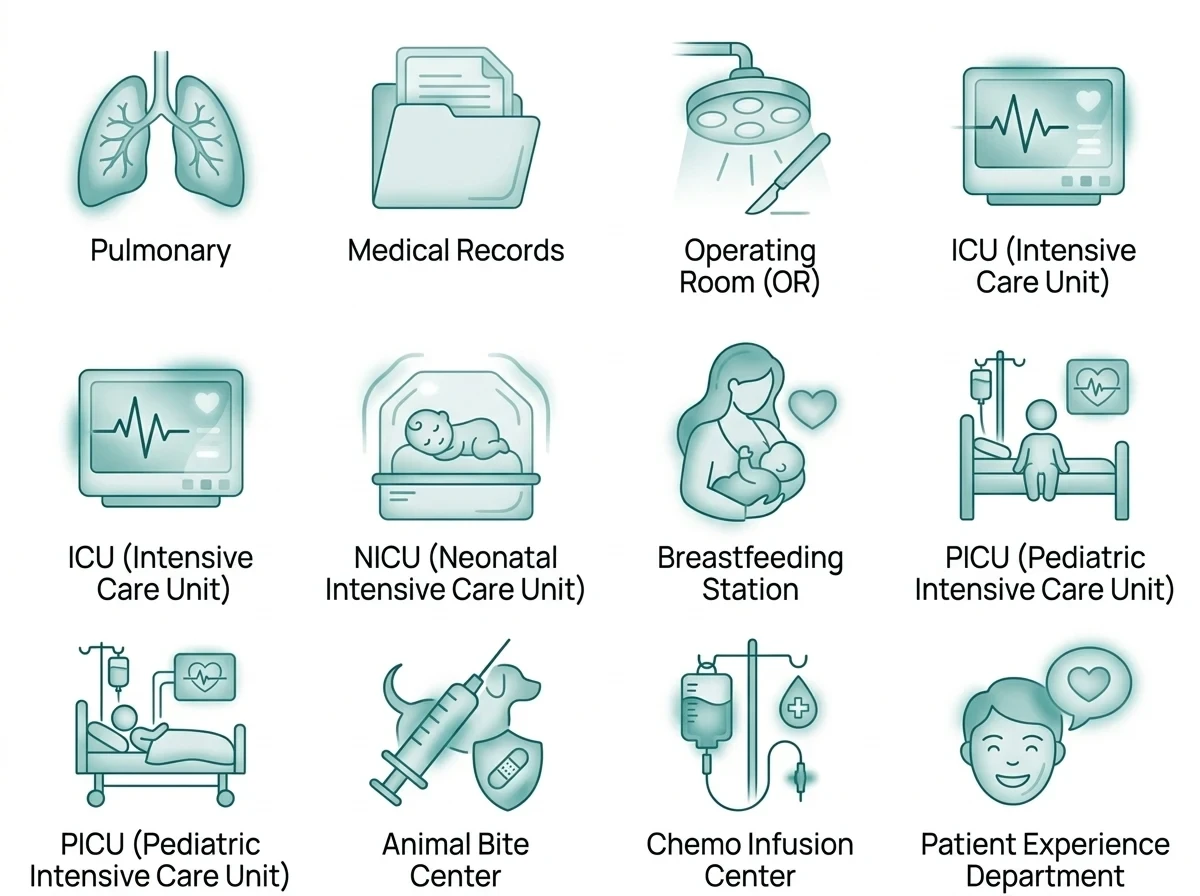 Pulmonary
Medical Records
Operating
Room (OR)
ICU (Intensive
Care Unit)
ICU (Intensive
Care Unit)
NICU (Neonatal
Intensive Care Unit)
Breastfeeding
Station
PICU (Pediatric
Intensive Care Unit)
PICU (Pediatric
Intensive Care Unit)
Animal Bite
Center
Chemo Infusion
Center
Patient Experience
Department